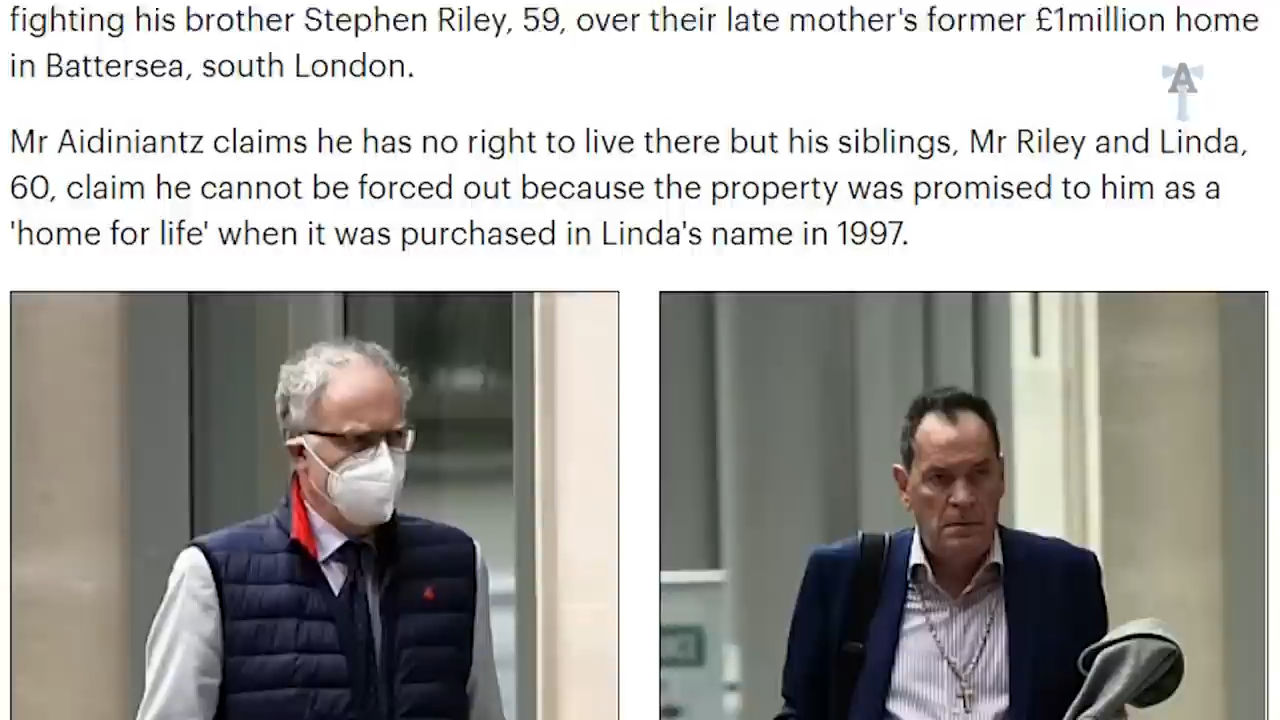 fighting his brother Stephen Riley, 59, over their late mother's former £1million home
in Battersea, south London.
A
Mr Aidiniantz claims he has no right to live there but his siblings, Mr Riley and Linda,
60, claim he cannot be forced out because the property was promised to him as a
'home for life' when it was purchased in Linda's name in 1997.